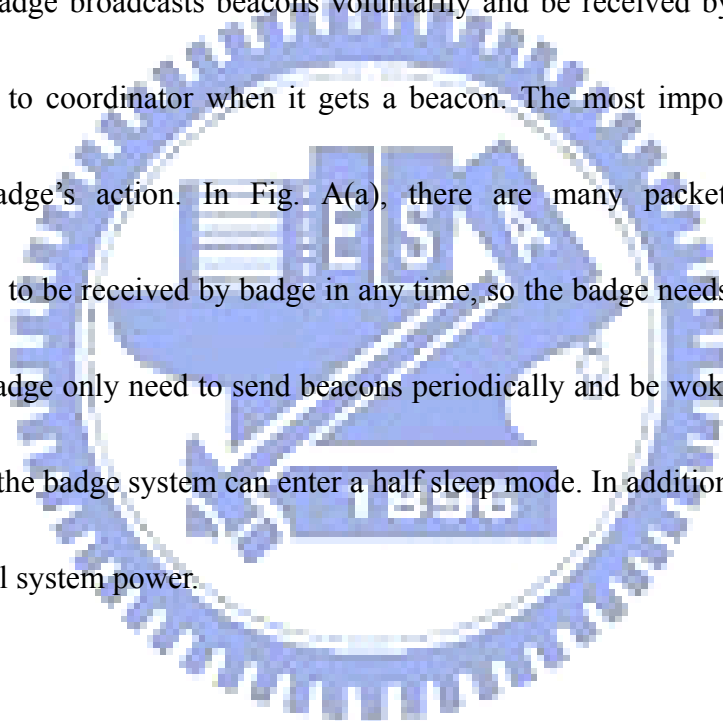 adge broadcasts beacons voluntarily and be received by
to coordinator when it gets a beacon. The most impo
adge's action. In Fig. A(a), there are many packet
to be received by badge in any time, so the badge needs
adge only need to send beacons periodically and be wok
the badge system can enter a half sleep mode. In addition
l system power.
E S A
1896